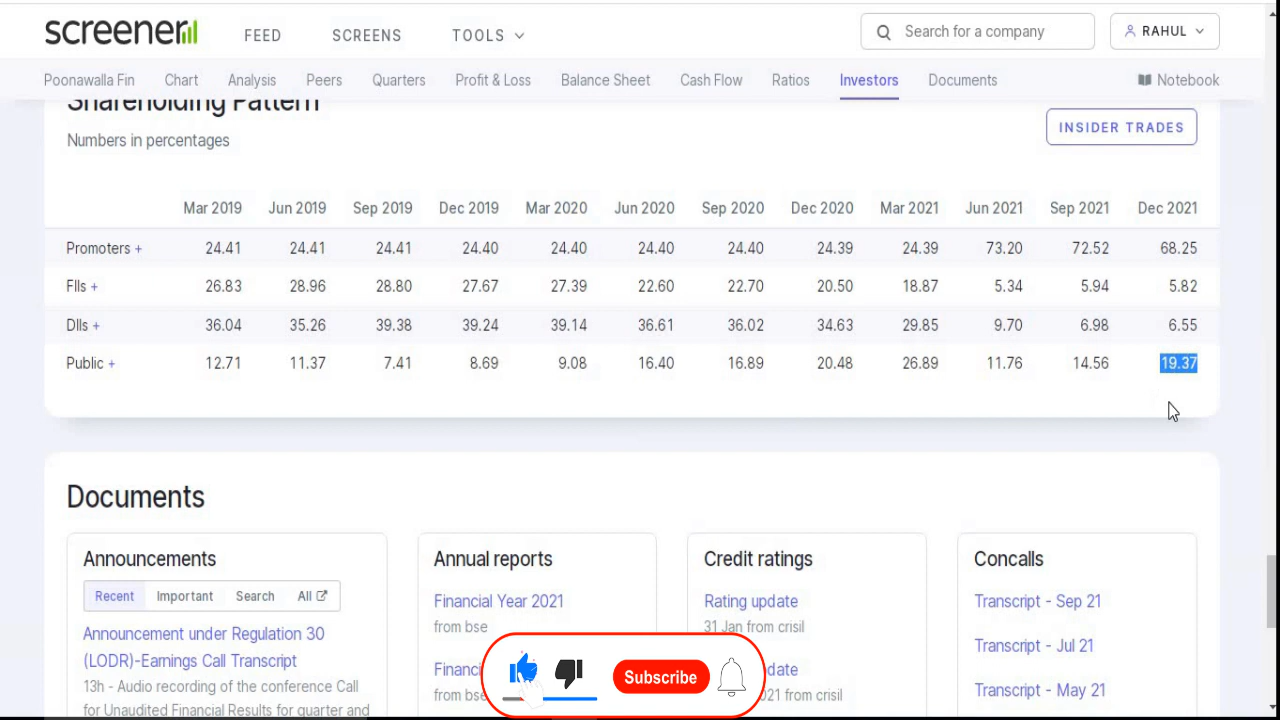 screener FEED SCREENS TOOLS Search for a company RAHUL
Poonawalla Fin Chart Analysis Peers Quarters Profit & Loss Balance Sheet Cash Flow Ratios Investors Documents Notebook
Shareholding Pattern
Numbers in percentages
INSIDER TRADES
Mar 2019 Jun 2019 Sep 2019 Dec 2019 Mar 2020 Jun 2020 Sep 2020 Dec 2020 Mar 2021 Jun 2021 Sep 2021 Dec 2021
Promoters + 24.41 24.41 24.41 24.40 24.40 24.40 24.40 24.39 24.39 73.20 72.52 68.25
FIIs + 26.83 28.96 28.80 27.67 27.39 22.60 22.70 20.50 18.87 5.34 5.94 5.82
DIIs + 36.04 35.26 39.38 39.24 39.14 36.61 36.02 34.63 29.85 9.70 6.98 6.55
Public + 12.71 11.37 7.41 8.69 9.08 16.40 16.89 20.48 26.89 11.76 14.56 19.37
Documents
Announcements
Recent Important Search All
Announcement under Regulation 30
(LODR)-Earnings Call Transcript
13h - Audio recording of the conference Call
for Unaudited Financial Results for quarter and
Annual reports
Financial Year 2021
from bse
from bse
Credit ratings
Rating update
31 Jan from crisil
update
2021 from crisil
Concalls
Transcript - Sep 21
Transcript - Jul 21
Transcript - May 21
Subscribe